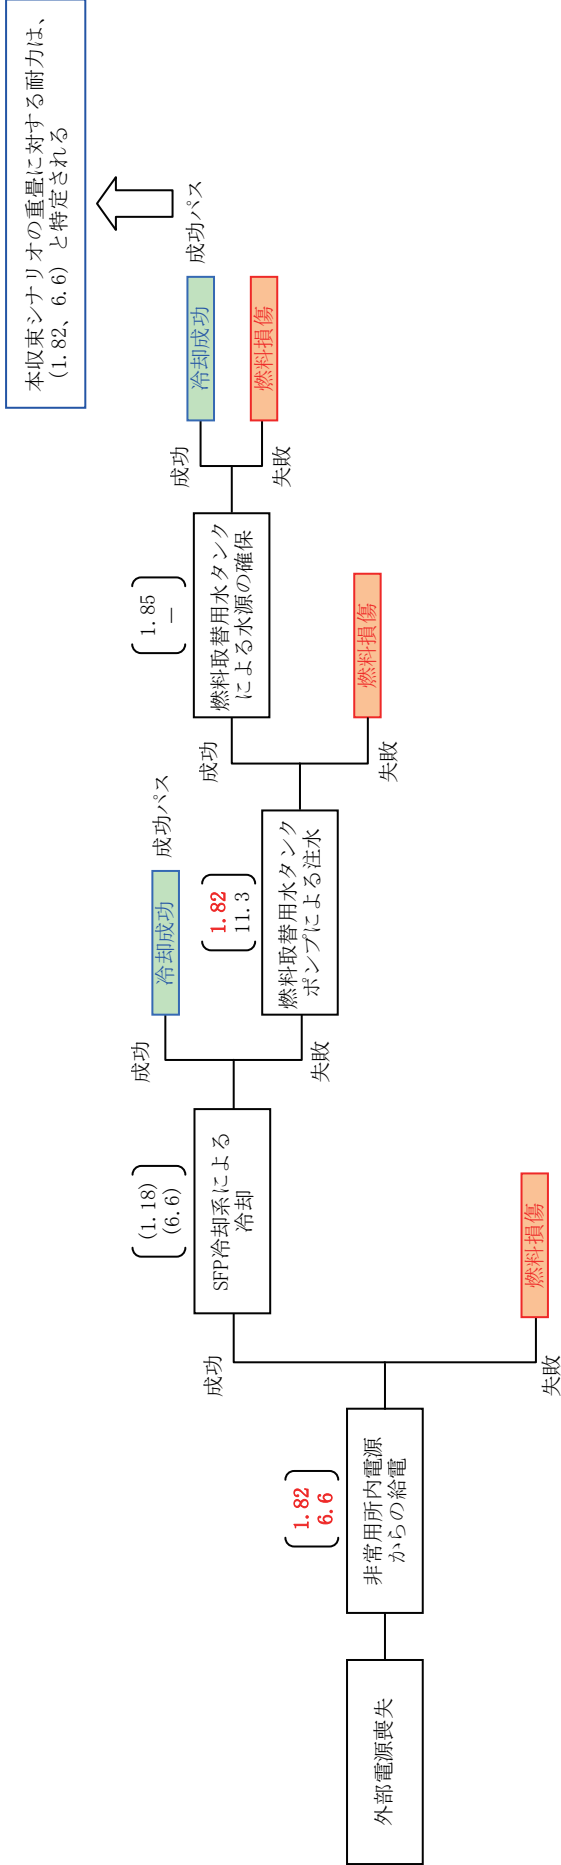 外部電源喪失
1.82
6.6
非常用所内電源
からの給電
成功
失敗
燃料損傷
(1.18)
(6.6)
SFP冷却系による
冷却
成功
失敗
冷却成功
成功パス
1.82
11.3
燃料取替用水タンク
ポンプによる注水
成功
失敗
燃料損傷
1.85
―
燃料取替用水タンク
による水源の確保
成功
失敗
冷却成功
燃料損傷
成功パス
本収束シナリオの重畳に対する耐力は、
(1.82、6.6) と特定される